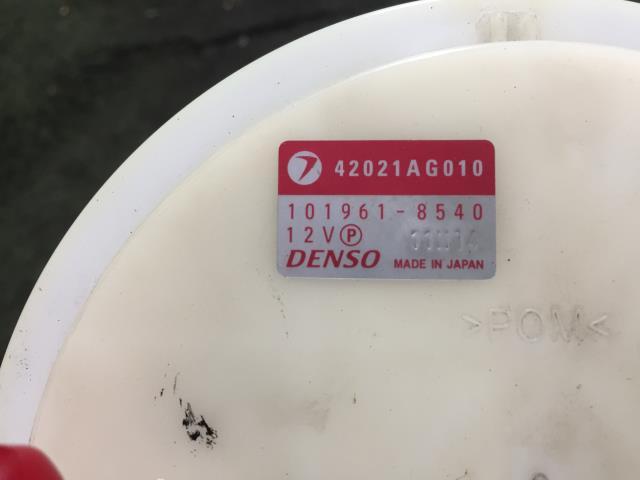 42021AG010
101961-8540
12V Ⓟ
DENSO MADE IN JAPAN
>POM<